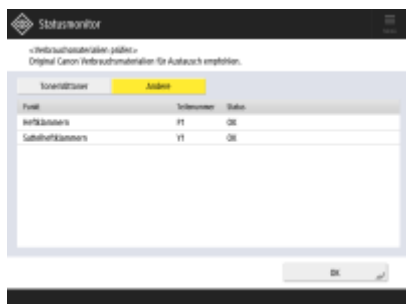 Statusmonitor
<Verbrauchsmaterialien prüfen>
Original Canon Verbrauchsmaterialien für Austausch empfohlen.
Tonerbehälter Andere
Punkt Teilenummer Status
Heftklammern P1 OK
Sattelheftklammern Y1 OK
OK